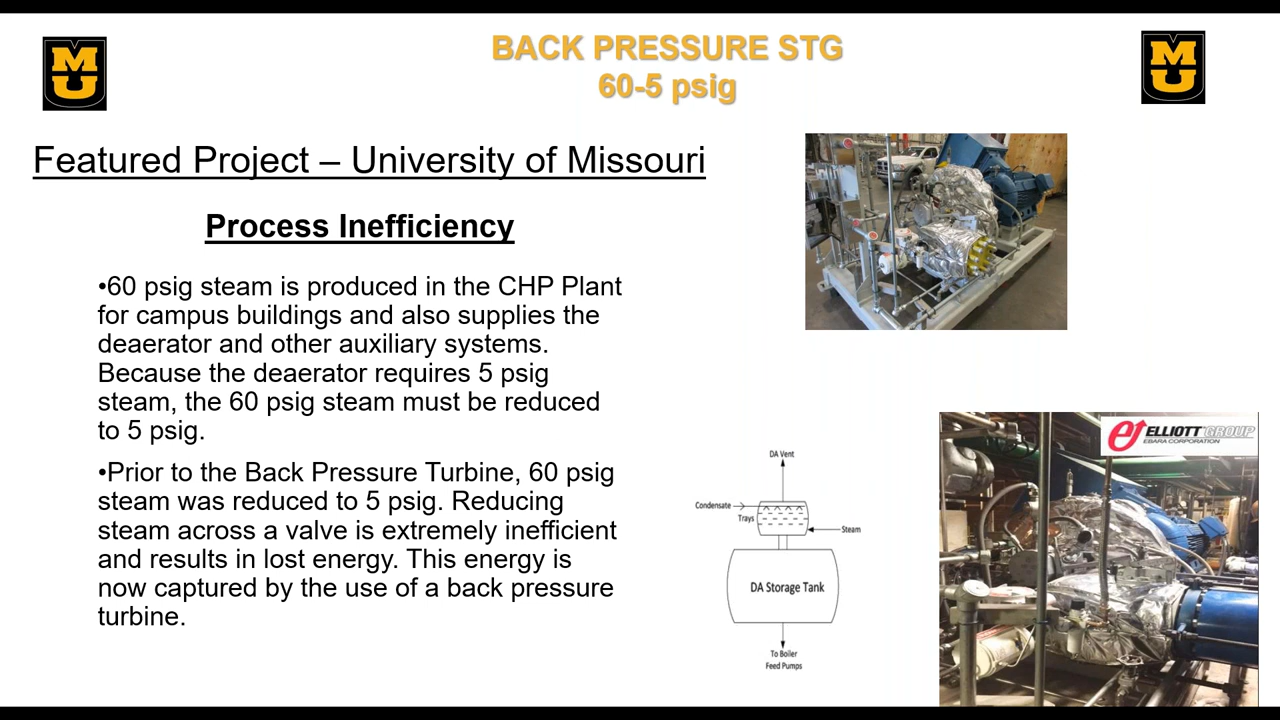 BACK PRESSURE STG
60-5 psig
MU
MU
Featured Project – University of Missouri
Process Inefficiency
•60 psig steam is produced in the CHP Plant
for campus buildings and also supplies the
deaerator and other auxiliary systems.
Because the deaerator requires 5 psig
steam, the 60 psig steam must be reduced
to 5 psig.
•Prior to the Back Pressure Turbine, 60 psig
steam was reduced to 5 psig. Reducing
steam across a valve is extremely inefficient
and results in lost energy. This energy is
now captured by the use of a back pressure
turbine.
DA Vent
Condensate
Trays
Steam
DA Storage Tank
To Boiler
Feed Pumps
ELLIOTT GROUP
EBARA CORPORATION